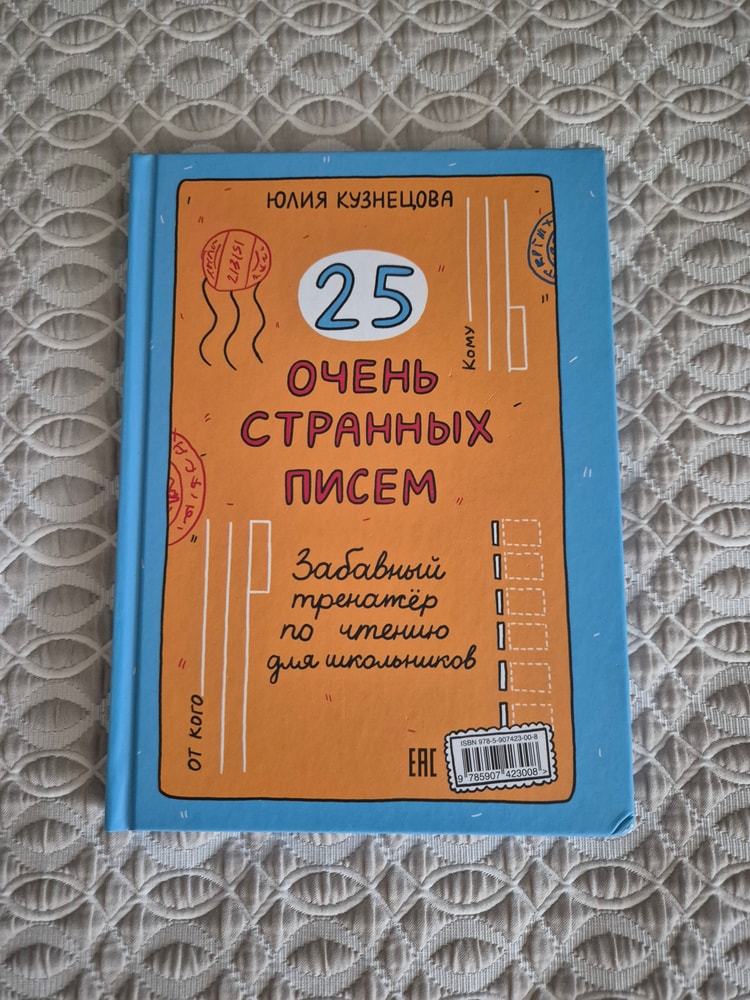 ЮЛИЯ КУЗНЕЦОВА
25
ОЧЕНЬ
СТРАННЫХ
ПИСЕМ
Кому
Забавный
тренажёр
по чтению
для школьников
ОТ КОГО
EAC
ISBN 978-5-907423-00-8
9 785907 423008 >